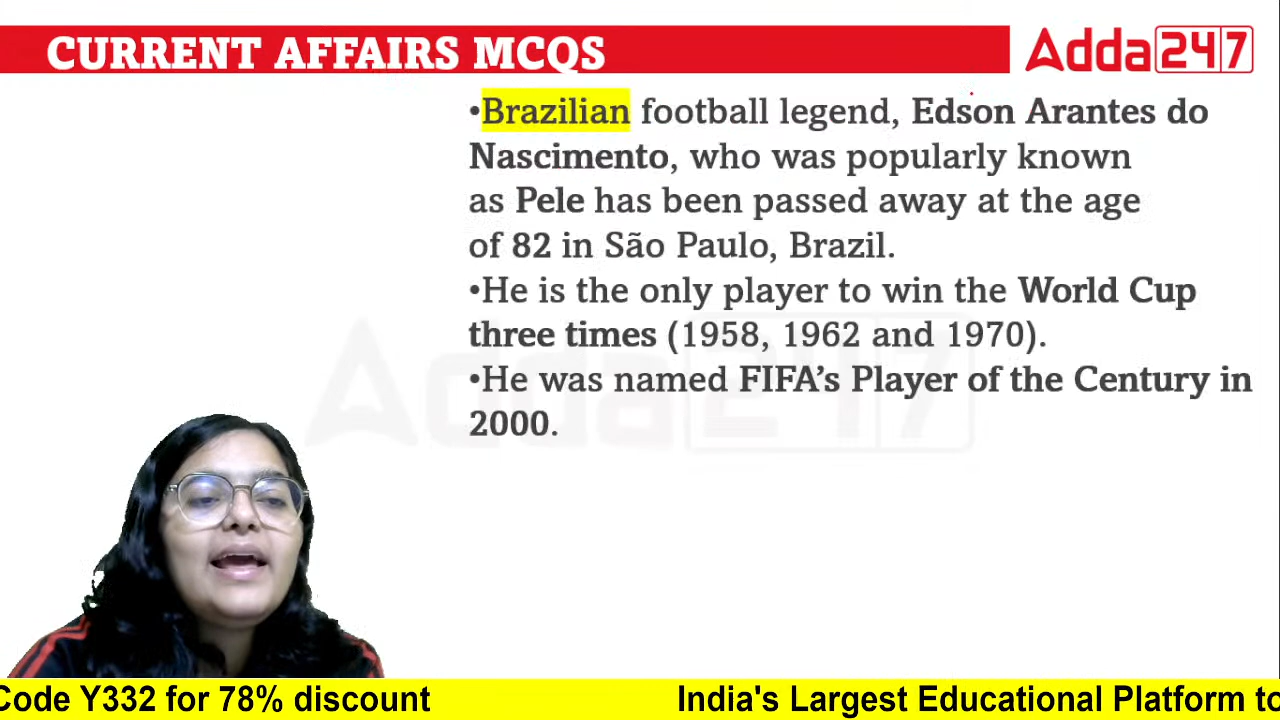 CURRENT AFFAIRS MCQS
Adda247
•Brazilian football legend, Edson Arantes do
Nascimento, who was popularly known
as Pele has been passed away at the age
of 82 in São Paulo, Brazil.
•He is the only player to win the World Cup
three times (1958, 1962 and 1970).
•He was named FIFA’s Player of the Century in
2000.
Adda247
Code Y332 for 78% discount
India's Largest Educational Platform to